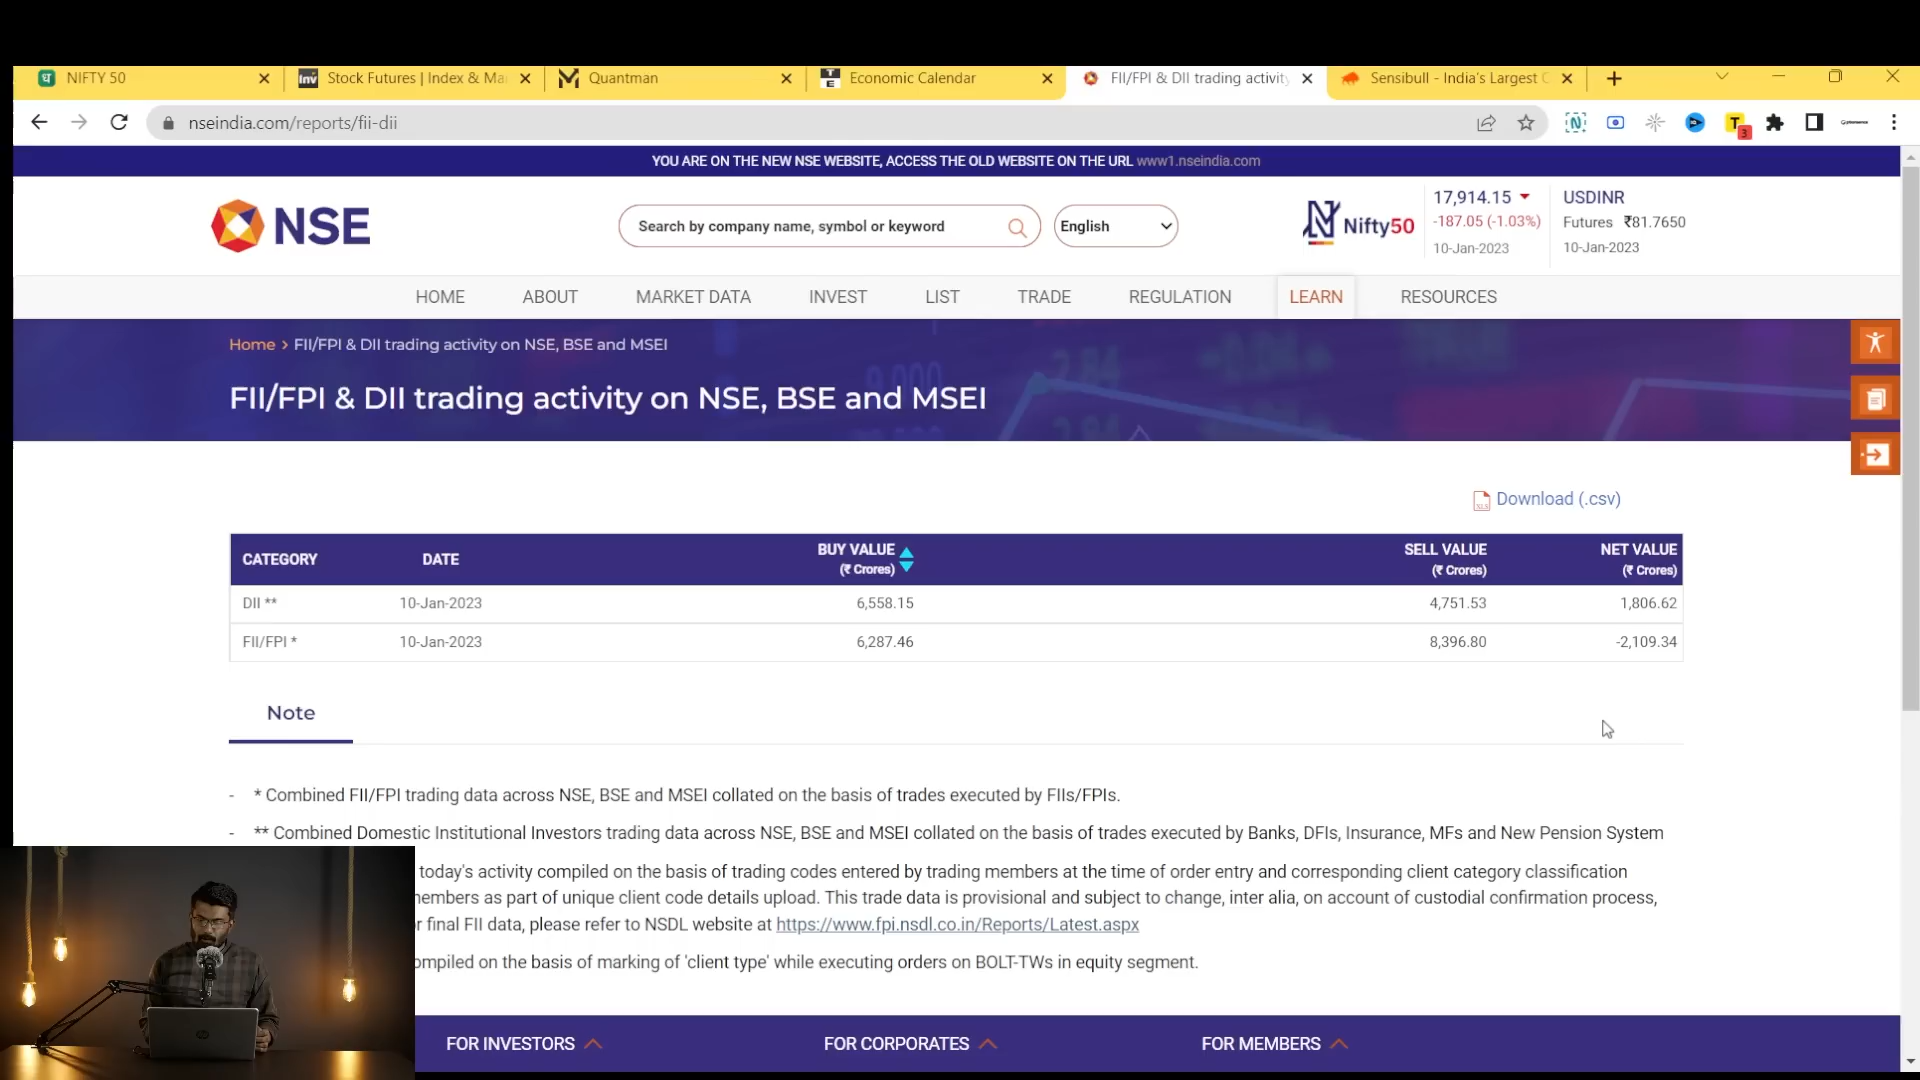 NIFTY 50
Stock Futures | Index & Ma
Quantman
Economic Calendar
FII/FPI & DII trading activity
Sensibull - India's Largest
nseindia.com/reports/fii-dii
3
YOU ARE ON THE NEW NSE WEBSITE, ACCESS THE OLD WEBSITE ON THE URL www1.nseindia.com
NSE
Search by company name, symbol or keyword
English
Nifty50
17,914.15
-187.05 (-1.03%)
10-Jan-2023
USDINR
Futures ₹81.7650
10-Jan-2023
HOME ABOUT MARKET DATA INVEST LIST TRADE REGULATION LEARN RESOURCES
Home > FII/FPI & DII trading activity on NSE, BSE and MSEI
FII/FPI & DII trading activity on NSE, BSE and MSEI
Download (.csv)
CATEGORY DATE BUY VALUE (₹ Crores) SELL VALUE (₹ Crores) NET VALUE (₹ Crores)
DII ** 10-Jan-2023 6,558.15 4,751.53 1,806.62
FII/FPI * 10-Jan-2023 6,287.46 8,396.80 -2,109.34
Note
- * Combined FII/FPI trading data across NSE, BSE and MSEI collated on the basis of trades executed by FIIs/FPIs.
- ** Combined Domestic Institutional Investors trading data across NSE, BSE and MSEI collated on the basis of trades executed by Banks, DFIs, Insurance, MFs and New Pension System
today's activity compiled on the basis of trading codes entered by trading members at the time of order entry and corresponding client category classification
embers as part of unique client code details upload. This trade data is provisional and subject to change, inter alia, on account of custodial confirmation process,
r final FII data, please refer to NSDL website at https://www.fpi.nsdl.co.in/Reports/Latest.aspx
ompiled on the basis of marking of 'client type' while executing orders on BOLT-TWs in equity segment.
FOR INVESTORS FOR CORPORATES FOR MEMBERS